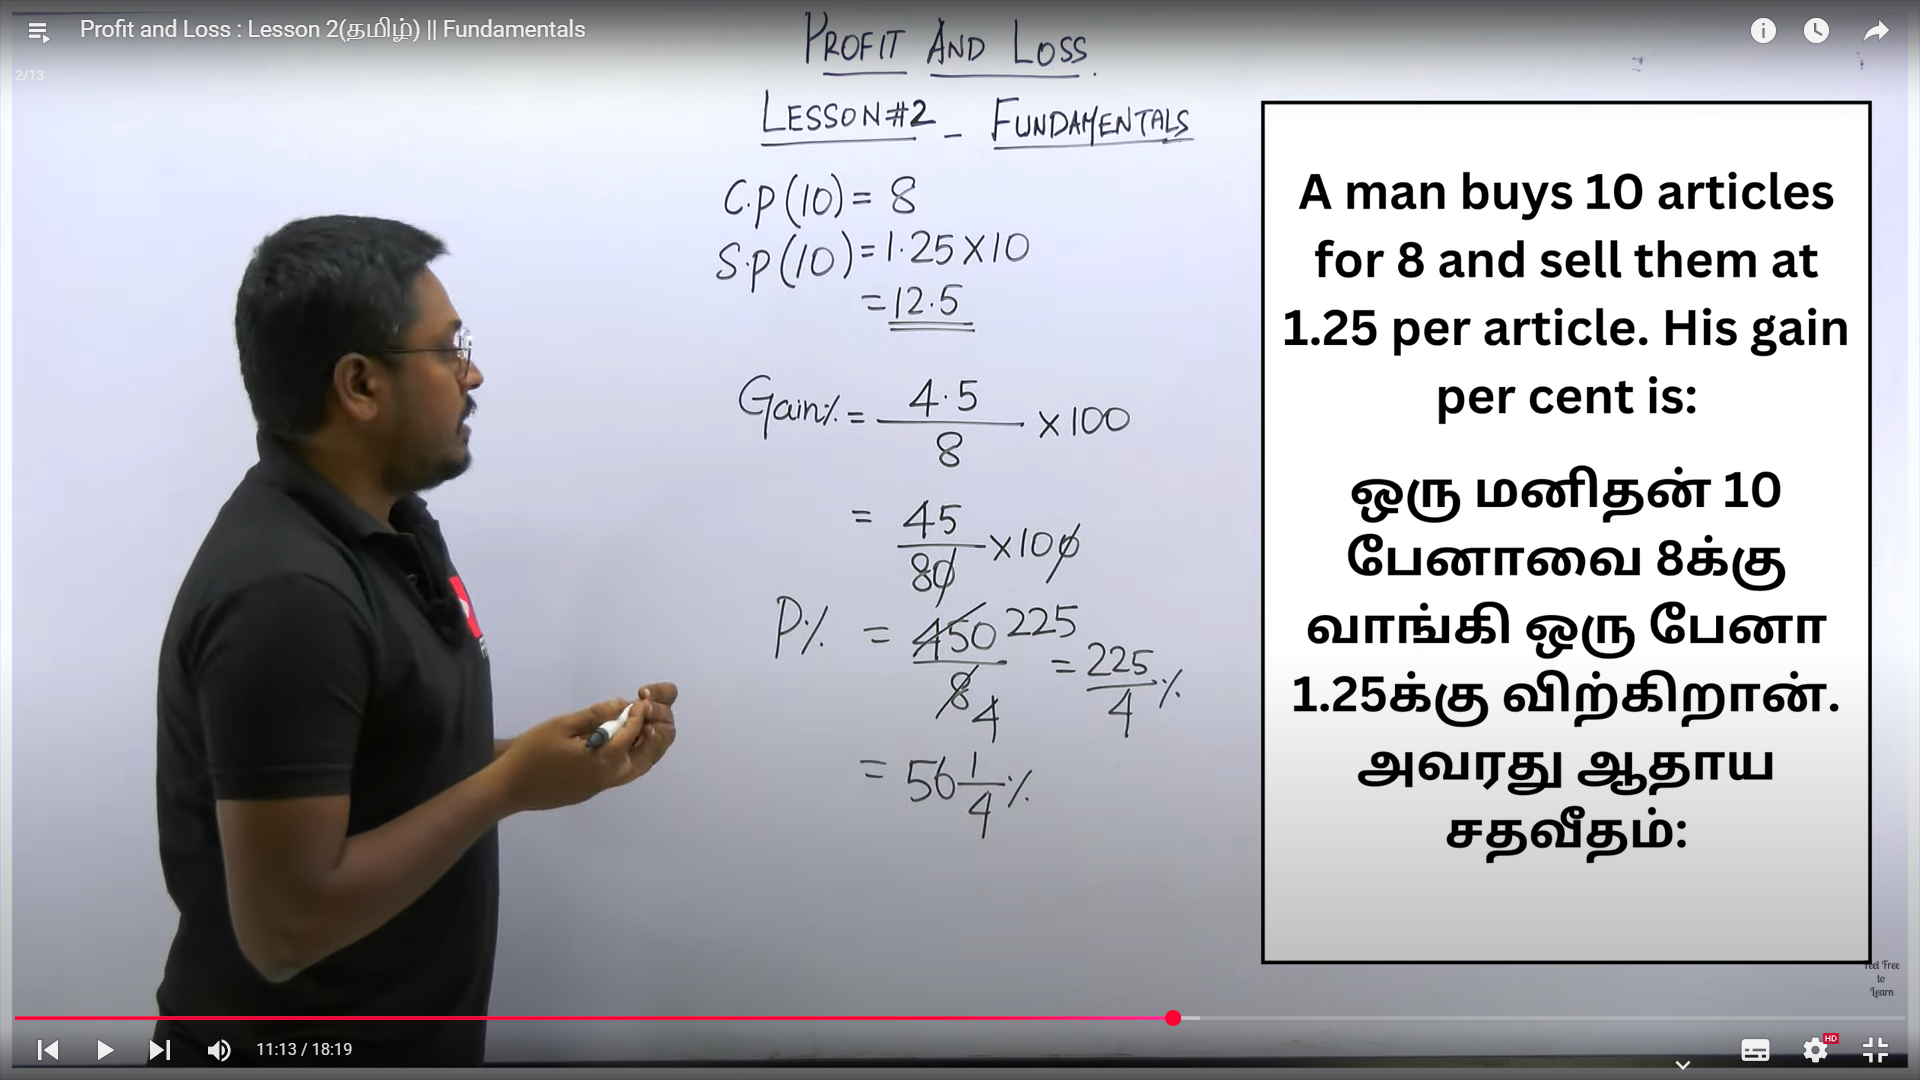 Profit and Loss : Lesson 2(தமிழ்) || Fundamentals
2/13
PROFIT AND LOSS.
LESSON#2 - FUNDAMENTALS
C.P(10) = 8
S.P(10) = 1.25 X 10
= 12.5
Gain% = 4.5/8 X 100
= 45/80 X 100
P% = 450/8 225/4 = 225/4 %
= 56 1/4 %
A man buys 10 articles
for 8 and sell them at
1.25 per article. His gain
per cent is:
ஒரு மனிதன் 10
பேனாவை 8க்கு
வாங்கி ஒரு பேனா
1.25க்கு விற்கிறான்.
அவரது ஆதாய
சதவீதம்:
Feel Free
to
Learn
11:13 / 18:19
HD